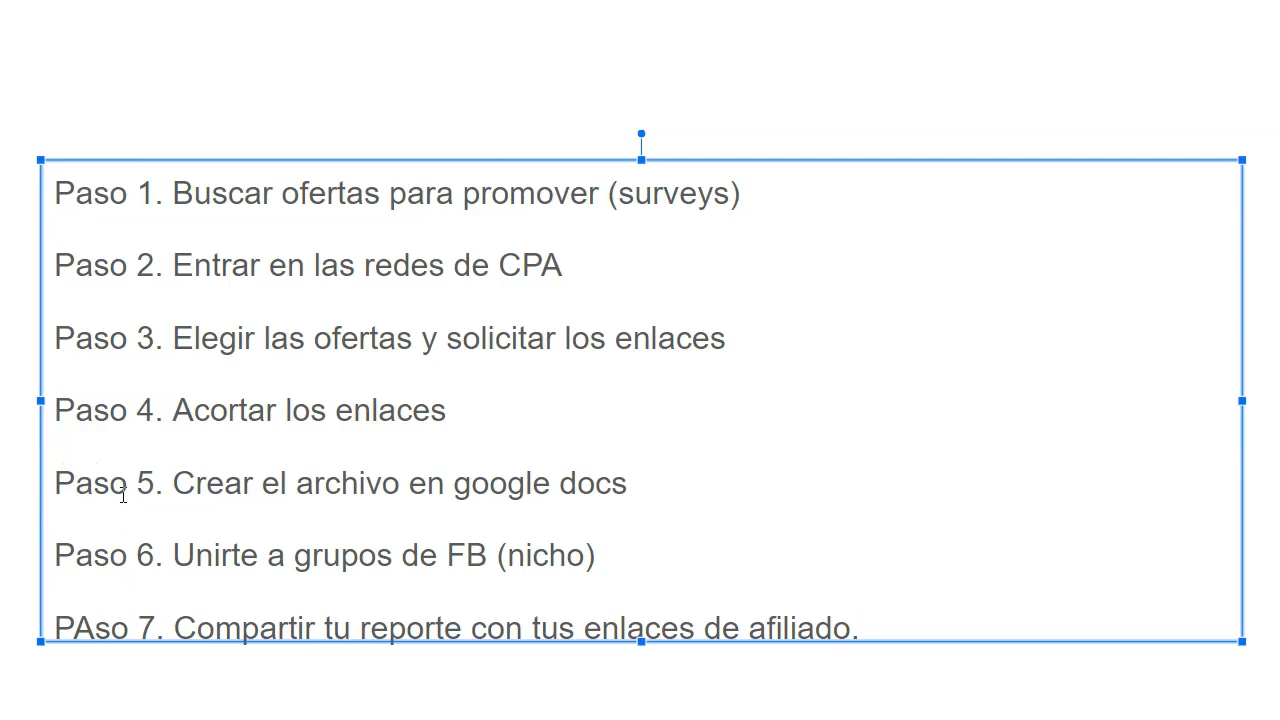 Paso 1. Buscar ofertas para promover (surveys)
Paso 2. Entrar en las redes de CPA
Paso 3. Elegir las ofertas y solicitar los enlaces
Paso 4. Acortar los enlaces
Paso 5. Crear el archivo en google docs
Paso 6. Unirte a grupos de FB (nicho)
PAso 7. Compartir tu reporte con tus enlaces de afiliado.